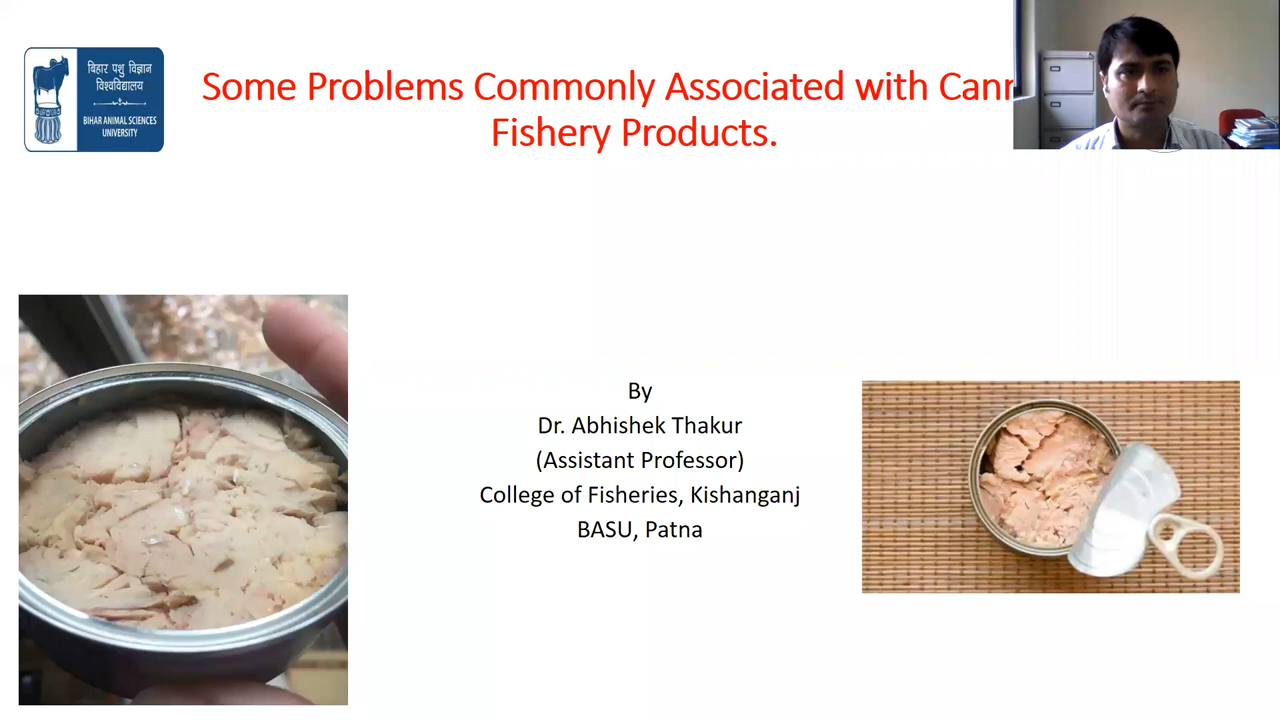 बिहार पशु विज्ञान
विश्वविद्यालय
BIHAR ANIMAL SCIENCES
UNIVERSITY
Some Problems Commonly Associated with Cann
Fishery Products.
By
Dr. Abhishek Thakur
(Assistant Professor)
College of Fisheries, Kishanganj
BASU, Patna